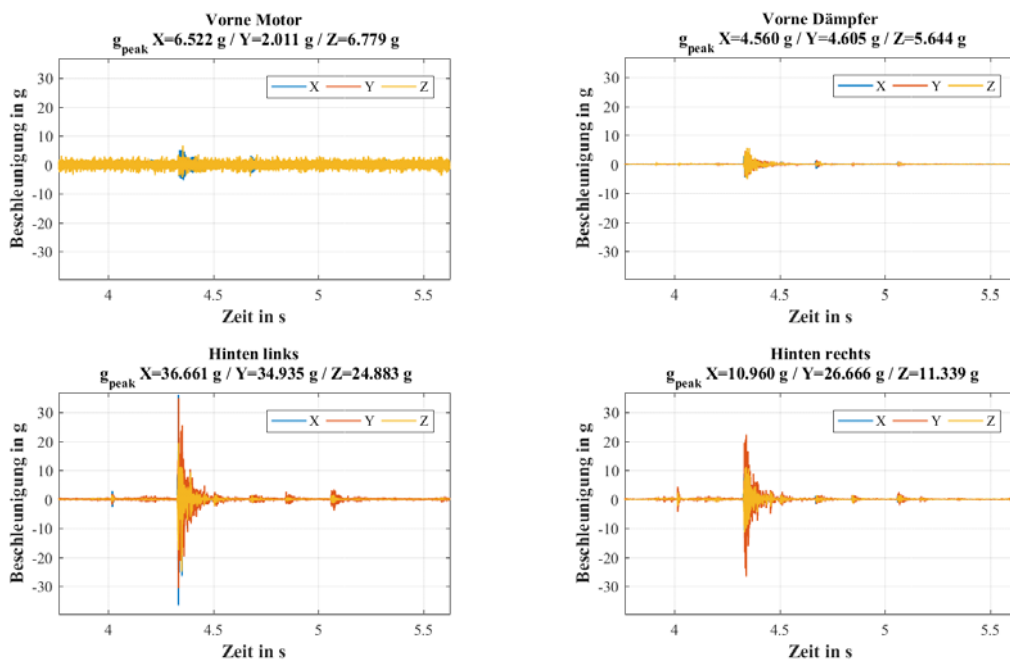 Vorne Motor
g_peak X=6.522 g / Y=2.011 g / Z=6.779 g
X Y Z
30
20
10
0
-10
-20
-30
Beschleunigung in g
4 4.5 5 5.5
Zeit in s
Vorne Dämpfer
g_peak X=4.560 g / Y=4.605 g / Z=5.644 g
X Y Z
30
20
10
0
-10
-20
-30
Beschleunigung in g
4 4.5 5 5.5
Zeit in s
Hinten links
g_peak X=36.661 g / Y=34.935 g / Z=24.883 g
X Y Z
30
20
10
0
-10
-20
-30
Beschleunigung in g
4 4.5 5 5.5
Zeit in s
Hinten rechts
g_peak X=10.960 g / Y=26.666 g / Z=11.339 g
X Y Z
30
20
10
0
-10
-20
-30
Beschleunigung in g
4 4.5 5 5.5
Zeit in s